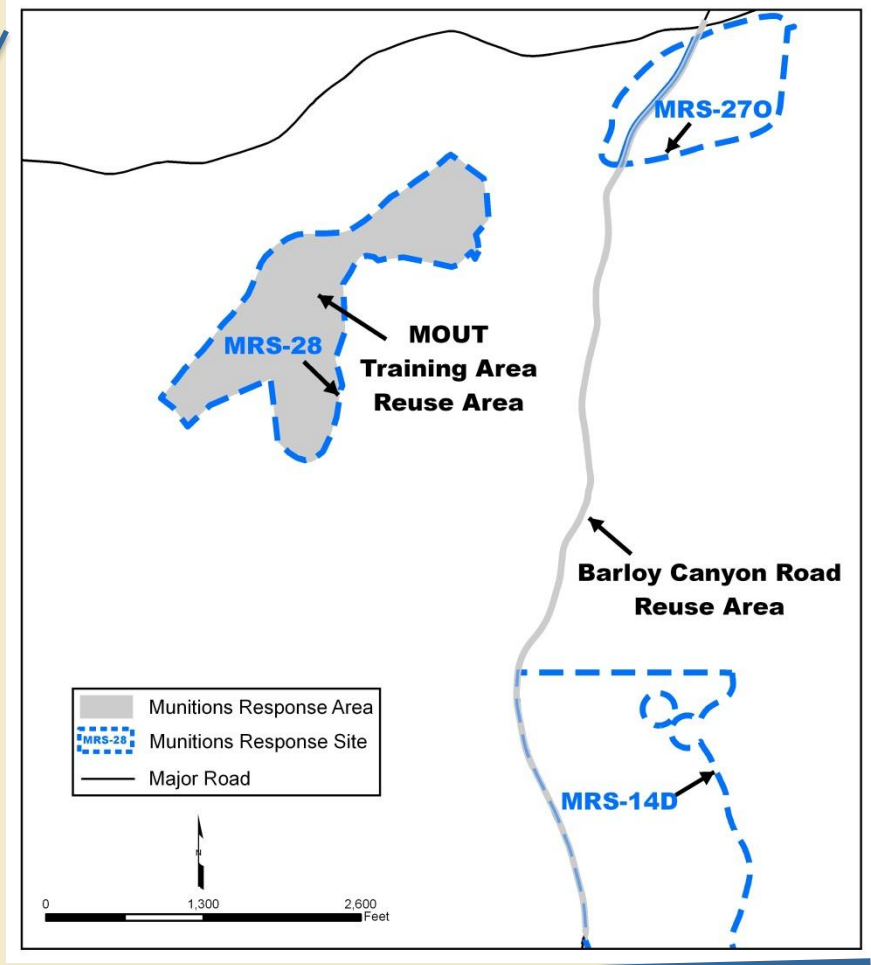 MRS-27O
MRS-28
MOUT
Training Area
Reuse Area
Barloy Canyon Road
Reuse Area
MRS-14D
Munitions Response Area
MRS-28 Munitions Response Site
Major Road
N
0 1,300 2,600
Feet